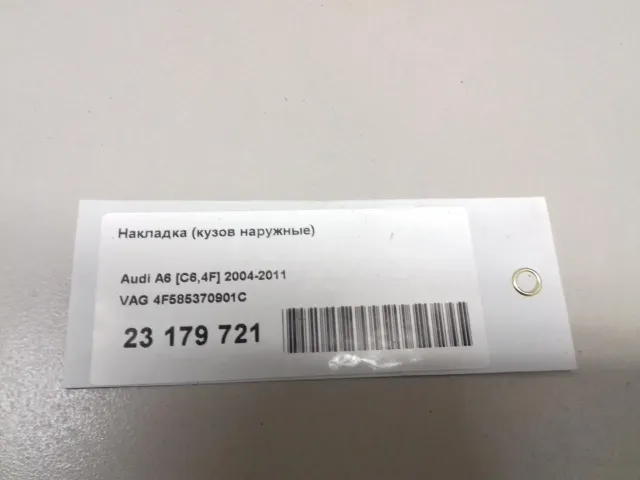 Накладка (кузов наружные)
Audi A6 [C6,4F] 2004-2011
VAG 4F585370901C
23 179 721